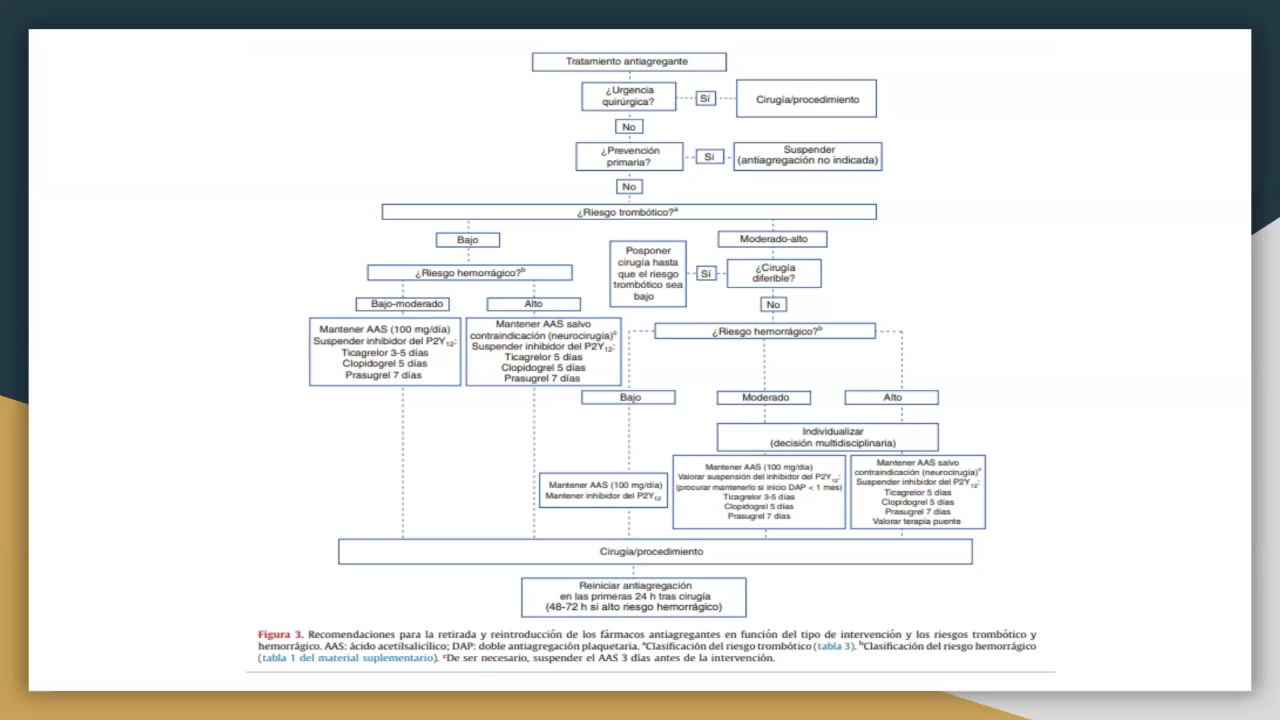 Tratamiento antiagregante
¿Urgencia
quirúrgica?
Sí
Cirugía/procedimiento
No
¿Prevención
primaria?
Sí
Suspender
(antiagregación no indicada)
No
¿Riesgo trombótico?a
Bajo
¿Riesgo hemorrágico?b
Bajo-moderado
Mantener AAS (100 mg/día)
Suspender inhibidor del P2Y12:
Ticagrelor 3-5 días
Clopidogrel 5 días
Prasugrel 7 días
Alto
Mantener AAS salvo
contraindicación (neurocirugía)c
Suspender inhibidor del P2Y12:
Ticagrelor 5 días
Clopidogrel 5 días
Prasugrel 7 días
Moderado-alto
¿Cirugía
diferible?
Sí
Posponer
cirugía hasta
que el riesgo
trombótico sea
bajo
No
¿Riesgo hemorrágico?b
Bajo
Mantener AAS (100 mg/día)
Mantener inhibidor del P2Y12
Moderado
Alto
Individualizar
(decisión multidisciplinaria)
Mantener AAS (100 mg/día)
Valorar suspensión del inhibidor del P2Y12:
(procurar mantenerlo si inicio DAP < 1 mes)
Ticagrelor 3-5 días
Clopidogrel 5 días
Prasugrel 7 días
Mantener AAS salvo
contraindicación (neurocirugía)c
Suspender inhibidor del P2Y12:
Ticagrelor 5 días
Clopidogrel 5 días
Prasugrel 7 días
Valorar terapia puente
Cirugía/procedimiento
Reiniciar antiagregación
en las primeras 24 h tras cirugía
(48-72 h si alto riesgo hemorrágico)
Figura 3. Recomendaciones para la retirada y reintroducción de los fármacos antiagregantes en función del tipo de intervención y los riesgos trombótico y
hemorrágico. AAS: ácido acetilsalicílico; DAP: doble antiagregación plaquetaria. aClasificación del riesgo trombótico (tabla 3). bClasificación del riesgo hemorrágico
(tabla 1 del material suplementario). cDe ser necesario, suspender el AAS 3 días antes de la intervención.